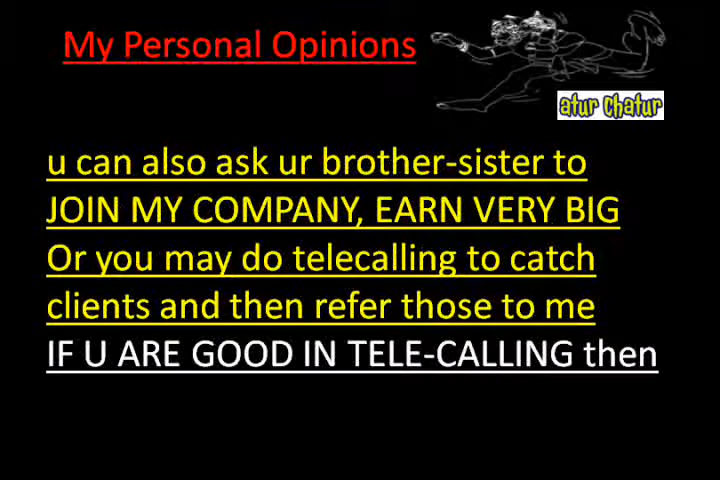 My Personal Opinions
atur Chatur
u can also ask ur brother-sister to
JOIN MY COMPANY, EARN VERY BIG
Or you may do telecalling to catch
clients and then refer those to me
IF U ARE GOOD IN TELE-CALLING then